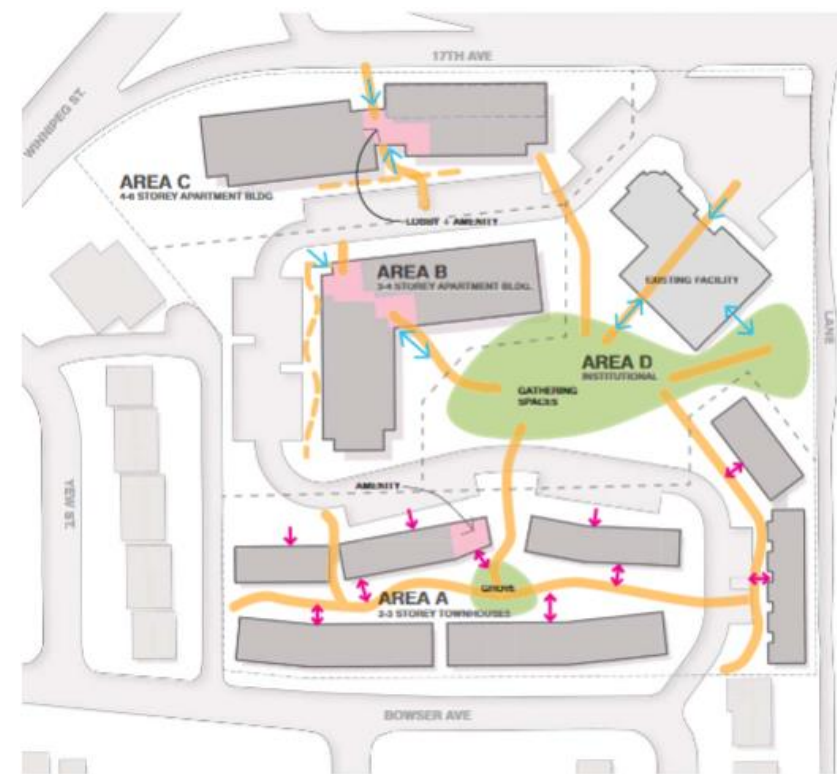 17TH AVE
WINNIPEG ST.
AREA C
4-6 STOREY APARTMENT BLDG
LOBBY + AMENITY
AREA B
3-4 STOREY APARTMENT BLDG.
EXISTING FACILITY
LANE
AREA D
INSTITUTIONAL
GATHERING
SPACES
YEW ST.
AMENITY
GROVE
AREA A
2-3 STOREY TOWNHOUSES
BOWSER AVE